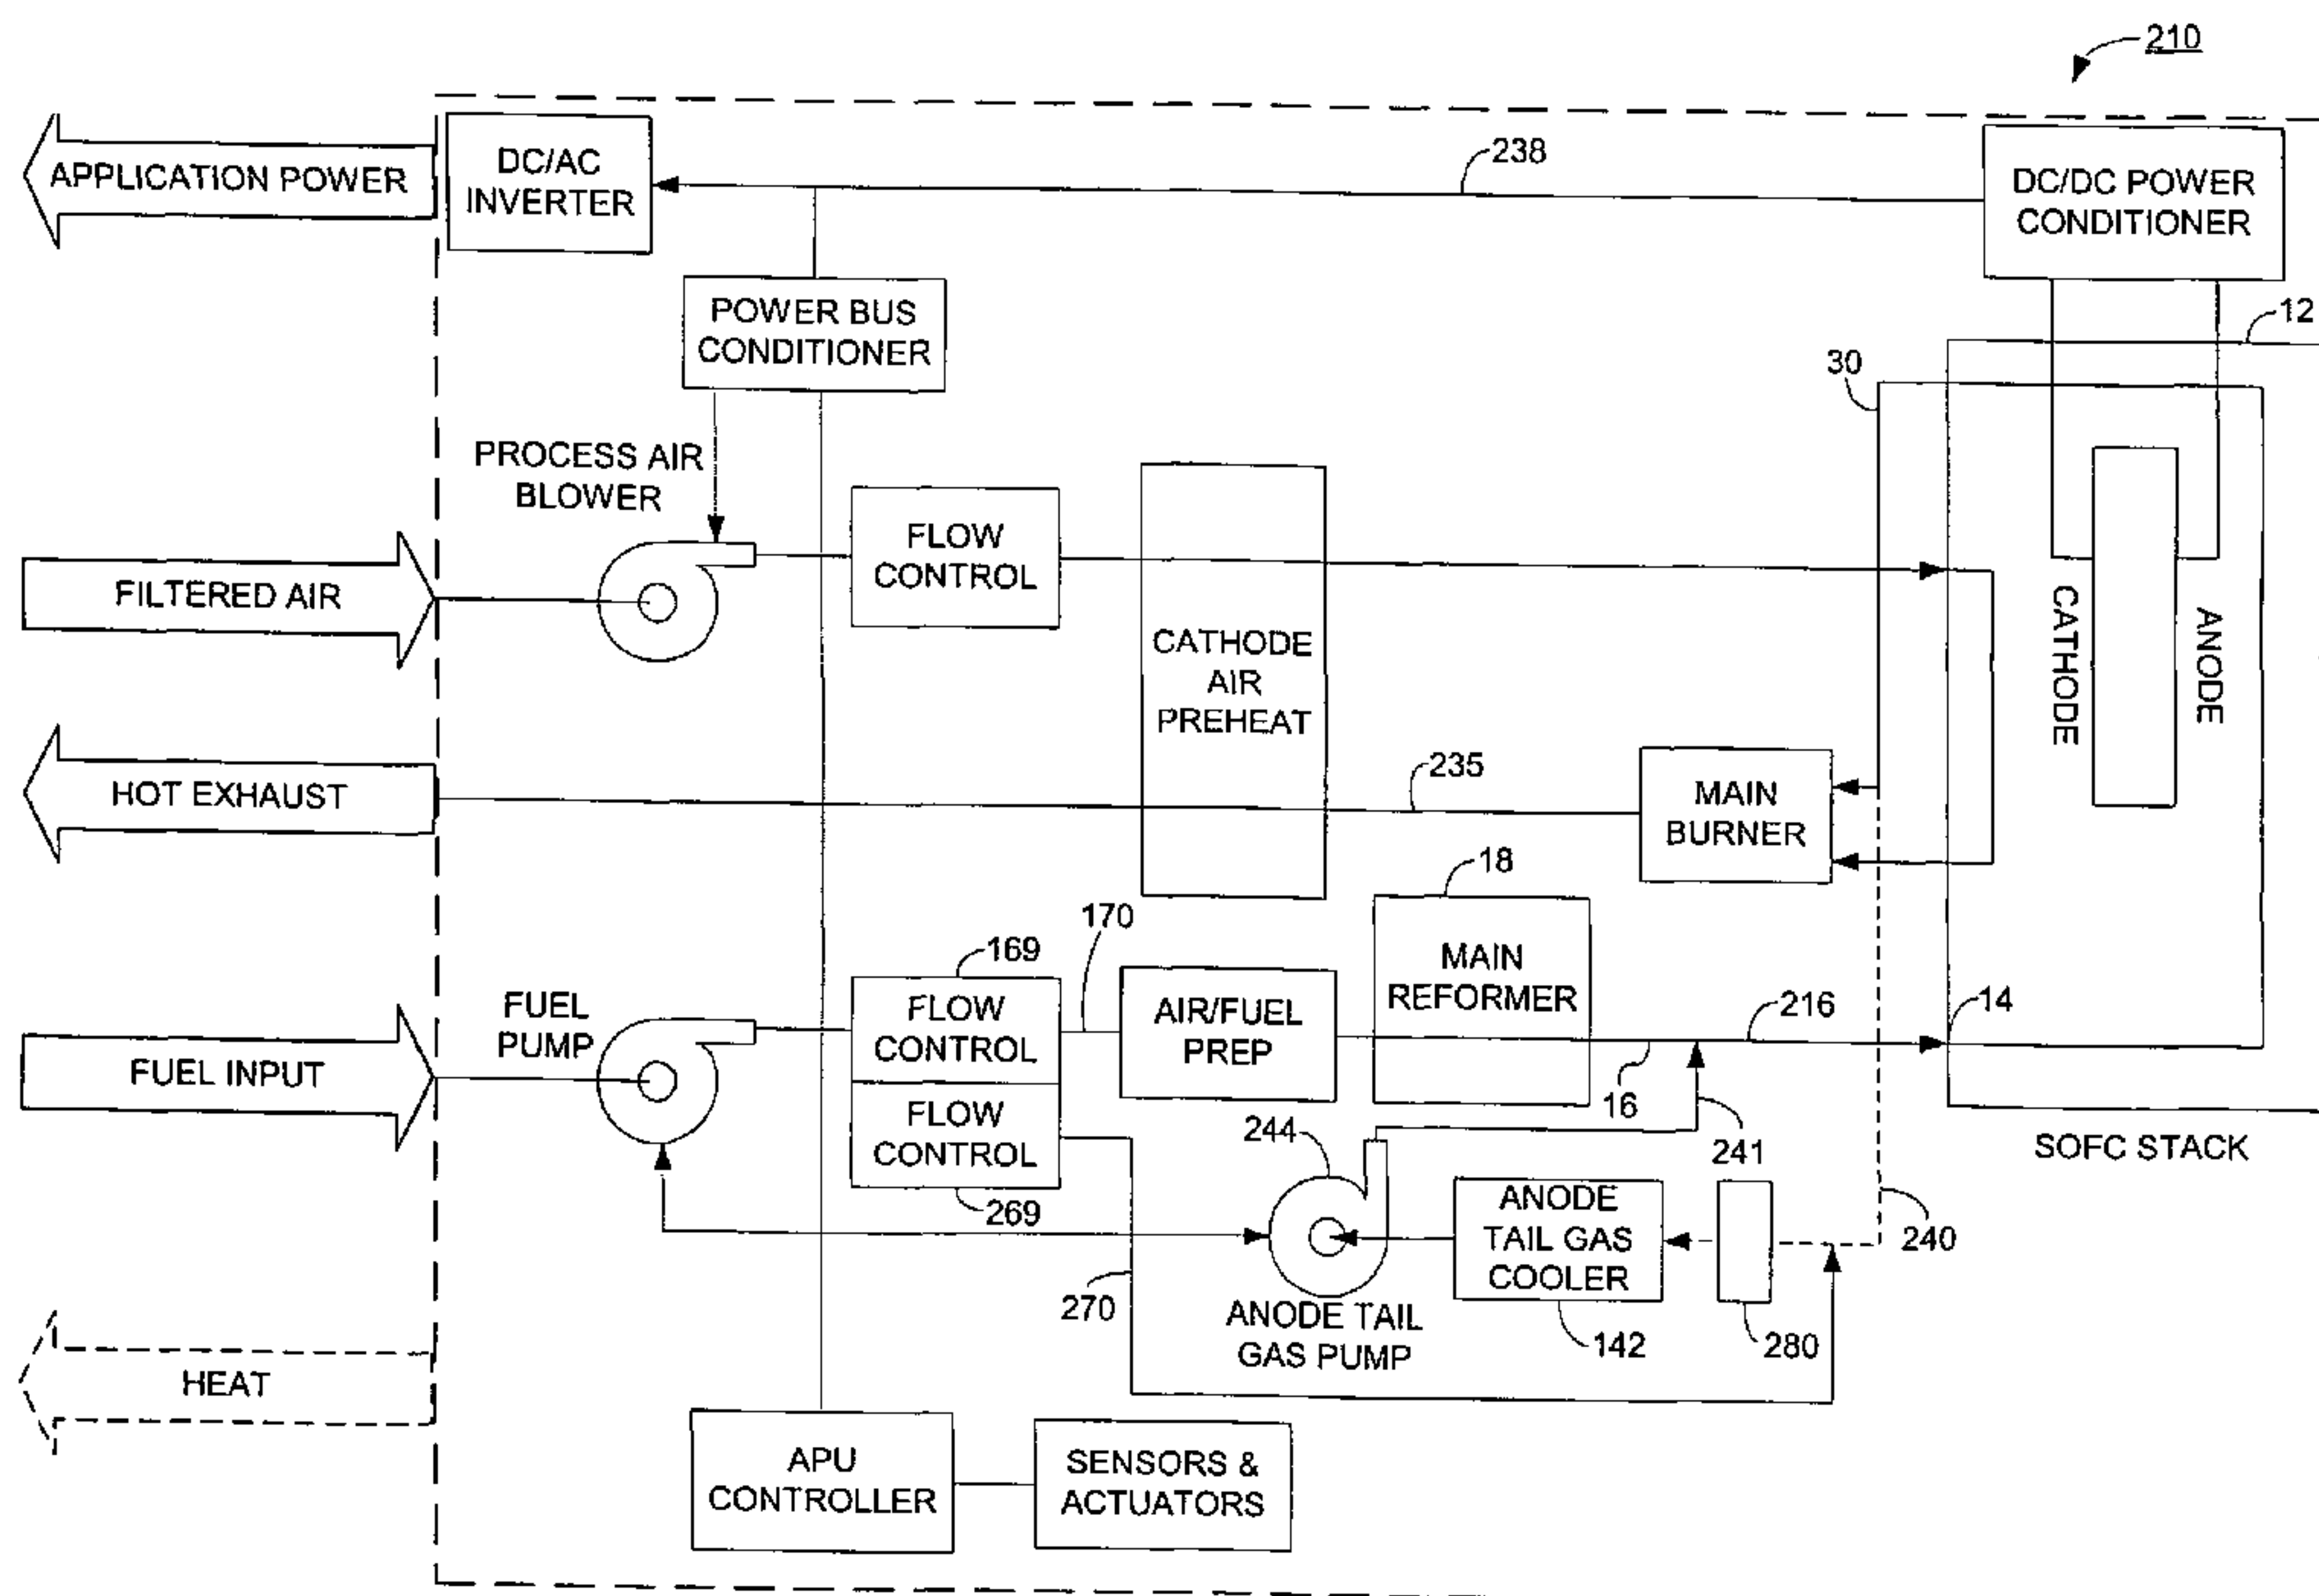 210
APPLICATION POWER
DC/AC
INVERTER
238
DC/DC POWER
CONDITIONER
POWER BUS
CONDITIONER
12
30
PROCESS AIR
BLOWER
FILTERED AIR
FLOW
CONTROL
CATHODE
AIR
PREHEAT
CATHODE
ANODE
HOT EXHAUST
235
MAIN
BURNER
18
170
169
FUEL
PUMP
FUEL INPUT
FLOW
CONTROL
AIR/FUEL
PREP
MAIN
REFORMER
216
14
16
FLOW
CONTROL
269
244
241
SOFC STACK
ANODE
TAIL GAS
COOLER
240
270
ANODE TAIL
GAS PUMP
142
280
HEAT
APU
CONTROLLER
SENSORS &
ACTUATORS